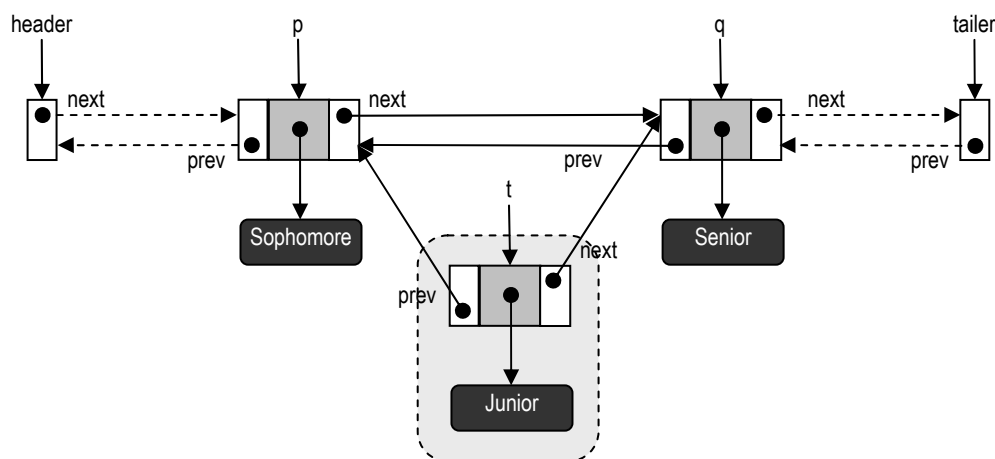 header
p
q
tailer
next
next
next
prev
prev
prev
t
Sophomore
Senior
next
prev
Junior